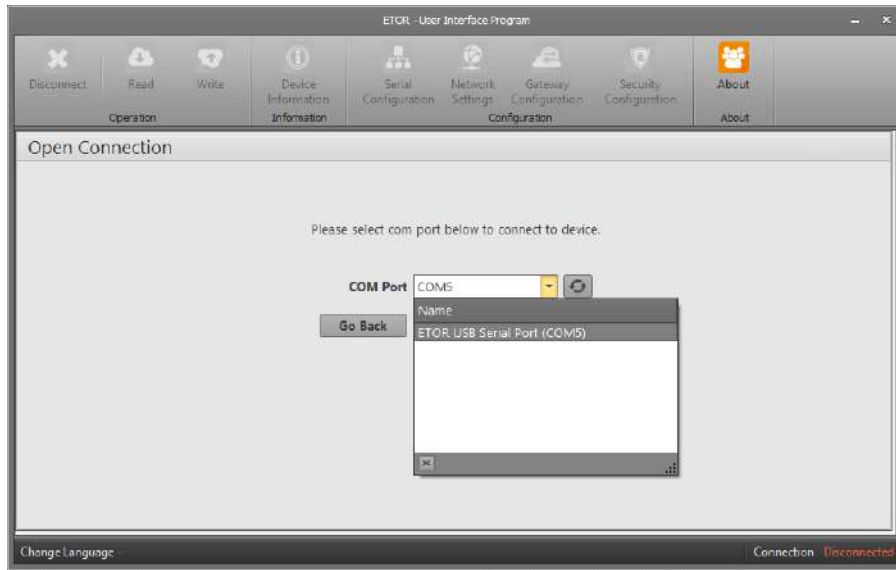 ETOR - User Interface Program
Disconnect
Read
Write
Device
Information
Serial
Configuration
Network
Settings
Gateway
Configuration
Security
Configuration
About
Operation
Information
Configuration
About
Open Connection
Please select com port below to connect to device.
COM Port COM5
Go Back
Name
ETOR USB Serial Port (COM5)
Change Language
Connection Disconnected